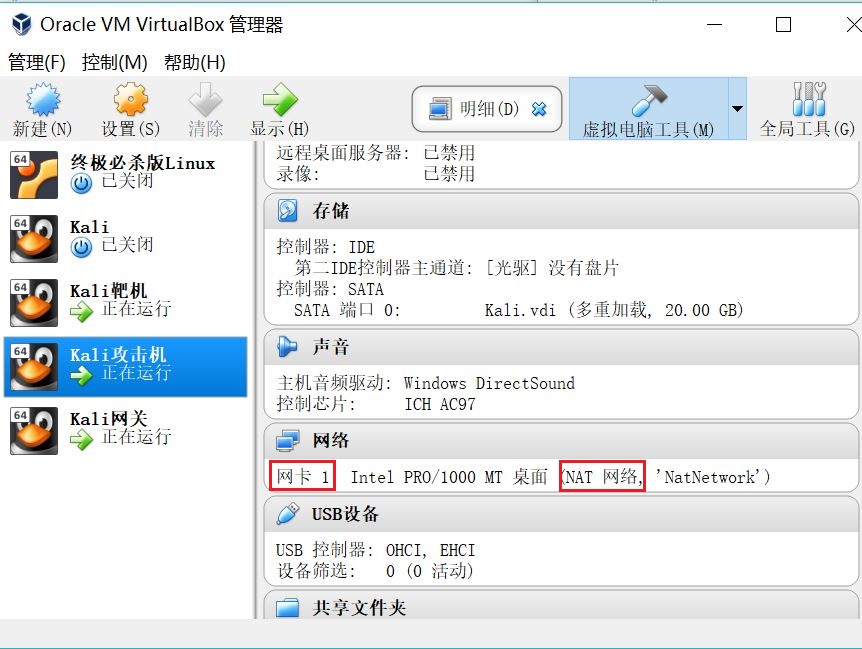 Oracle VM VirtualBox 管理器
管理(F) 控制(M) 帮助(H)
新建(N) 设置(S) 清除 显示(H) 明细(D) 虚拟电脑工具(M) 全局工具(G)
64 终极必杀版Linux
已关闭
64 Kali
已关闭
64 Kali靶机
正在运行
64 Kali攻击机
正在运行
64 Kali网关
正在运行
远程桌面服务器: 已禁用
录像: 已禁用
存储
控制器: IDE
第二IDE控制器主通道: [光驱] 没有盘片
控制器: SATA
SATA 端口 0: Kali.vdi (多重加载, 20.00 GB)
声音
主机音频驱动: Windows DirectSound
控制芯片: ICH AC97
网络
网卡 1 Intel PRO/1000 MT 桌面 (NAT 网络, 'NatNetwork')
USB设备
USB 控制器: OHCI, EHCI
设备筛选: 0 (0 活动)
共享文件夹